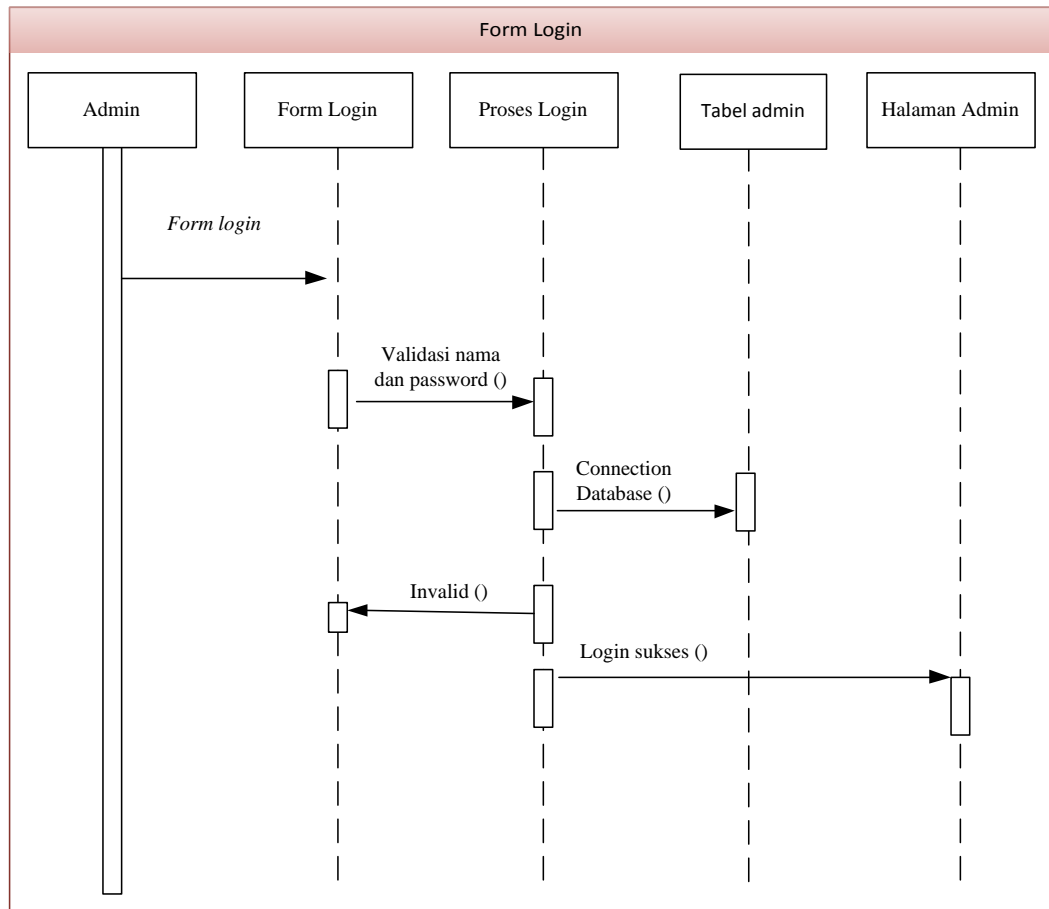 Form Login
Admin
Form Login
Proses Login
Tabel admin
Halaman Admin
Form login
Validasi nama
dan password ()
Connection
Database ()
Invalid ()
Login sukses ()